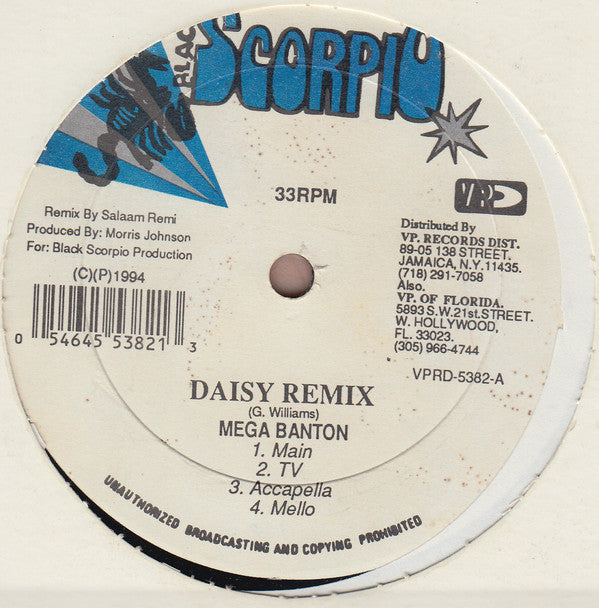 BLAC
SCORPIO
33RPM
VPRD
Remix By Salaam Remi
Produced By: Morris Johnson
For: Black Scorpio Production
(C)(P)1994
0 54645 53821 3
Distributed By
VP. RECORDS DIST.
89-05 138 STREET.
JAMAICA, N.Y.11435.
(718) 291-7058
Also.
VP. OF FLORIDA.
5893 S.W.21st.STREET.
W. HOLLYWOOD,
FL. 33023.
(305) 966-4744
VPRD-5382-A
DAISY REMIX
(G. Williams)
MEGA BANTON
1. Main
2. TV
3. Accapella
4. Mello
UNAUTHORIZED BROADCASTING AND COPYING PROHIBITED